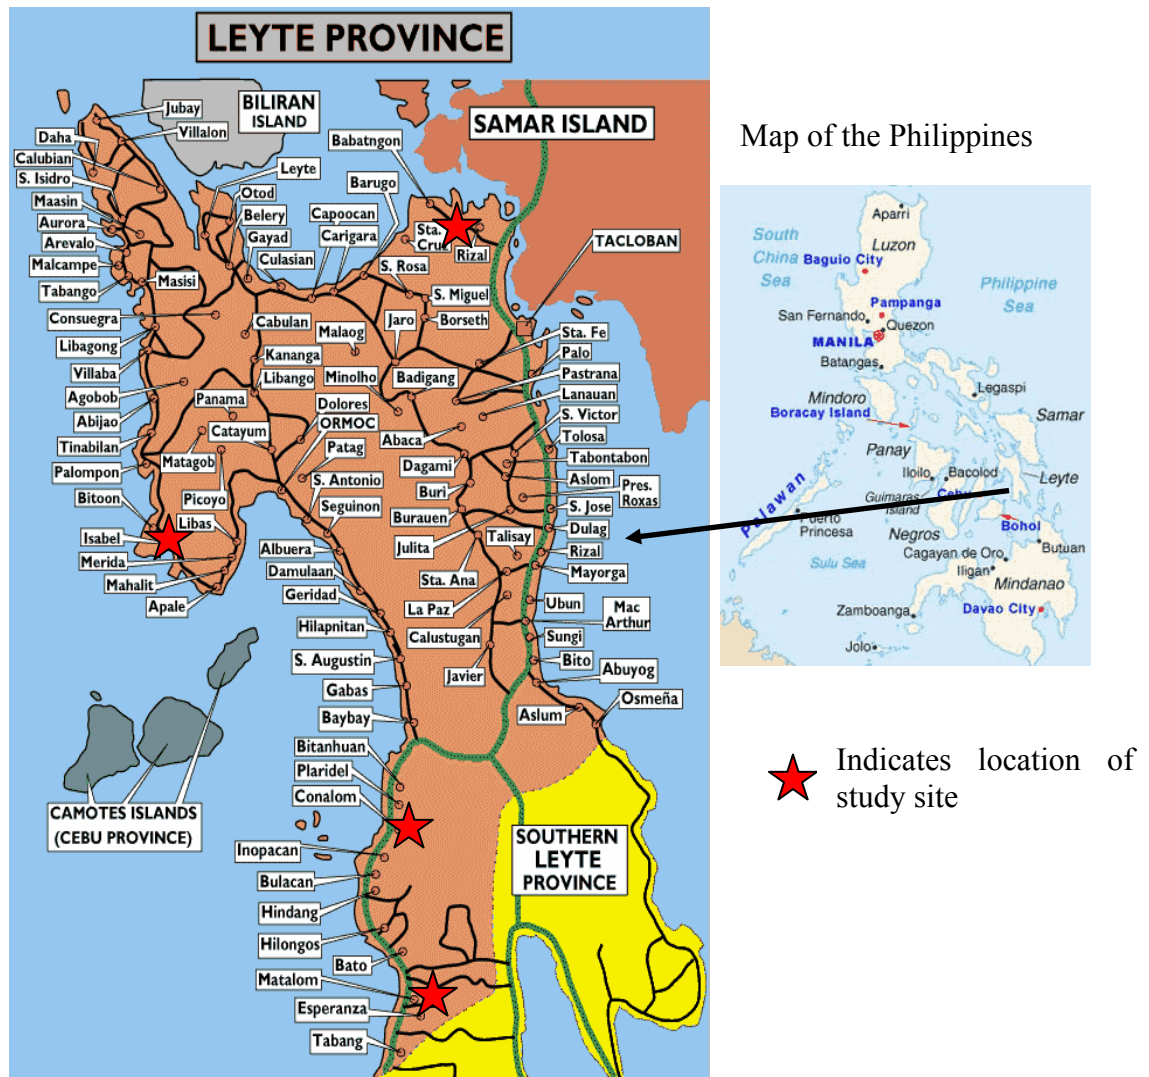 LEYTE PROVINCE
BILIRAN
ISLAND
SAMAR ISLAND
Jubay
Villalon
Daha
Calubian
S. Isidro
Maasin
Aurora
Arevalo
Malcampe
Tabango
Masisi
Consuegra
Libagong
Villaba
Agobob
Abijao
Tinabilan
Palompon
Bitoon
Isabel
Merida
Mahalit
Apale
Leyte
Otod
Belery
Gayad
Culasian
Capoocan
Carigara
Barugo
Babatngon
Sta.
Cruz
Rizal
TACLOBAN
S. Rosa
S. Miguel
Borseth
Jaro
Malaog
Cabulan
Kananga
Libango
Minolho
Badigang
Panama
Dolores
ORMOC
Catayum
Patag
Matagob
Picoyo
Libas
S. Antonio
Seguinon
Abaca
Dagami
Buri
Burauen
Julita
Talisay
Sta. Ana
La Paz
Calustugan
Javier
Sta. Fe
Palo
Pastrana
Lanauan
S. Victor
Tolosa
Tabontabon
Aslom
Pres.
Roxas
S. Jose
Dulag
Rizal
Mayorga
Ubun
Mac
Arthur
Sungi
Bito
Abuyog
Osmeña
Aslum
Albuera
Damulaan
Geridad
Hilapnitan
S. Augustin
Gabas
Baybay
Bitanhuan
Plaridel
Conalom
Inopacan
Bulacan
Hindang
Hilongos
Bato
Matalom
Esperanza
Tabang
CAMOTES ISLANDS
(CEBU PROVINCE)
SOUTHERN
LEYTE
PROVINCE
Map of the Philippines
Aparri
South
China
Sea
Luzon
Baguio City
Philippine
Sea
Pampanga
San Fernando
Quezon
MANILA
Batangas
Legaspi
Mindoro
Boracay Island
Samar
Panay
Iloilo
Bacolod
Leyte
Cebu
Guimaras
Island
Palawan
Puerto
Princesa
Negros
Bohol
Butuan
Cagayan de Oro
Iligan
Sulu Sea
Mindanao
Zamboanga
Davao City
Jolo
Indicates location of
study site